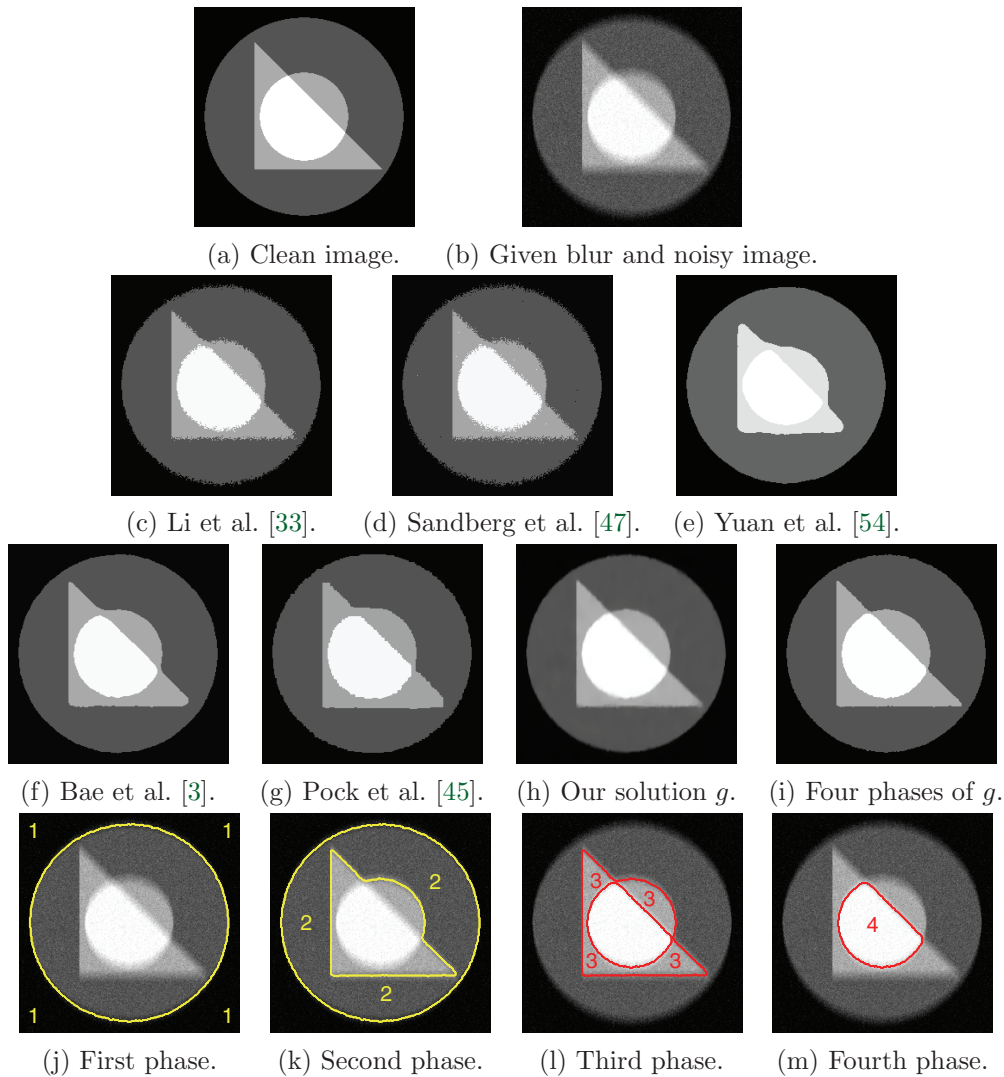 (a) Clean image.
(b) Given blur and noisy image.
(c) Li et al. [33].
(d) Sandberg et al. [47].
(e) Yuan et al. [54].
(f) Bae et al. [3].
(g) Pock et al. [45].
(h) Our solution g.
(i) Four phases of g.
1 1
1 1
2
2
2
3
3
3 3
4
(j) First phase.
(k) Second phase.
(l) Third phase.
(m) Fourth phase.